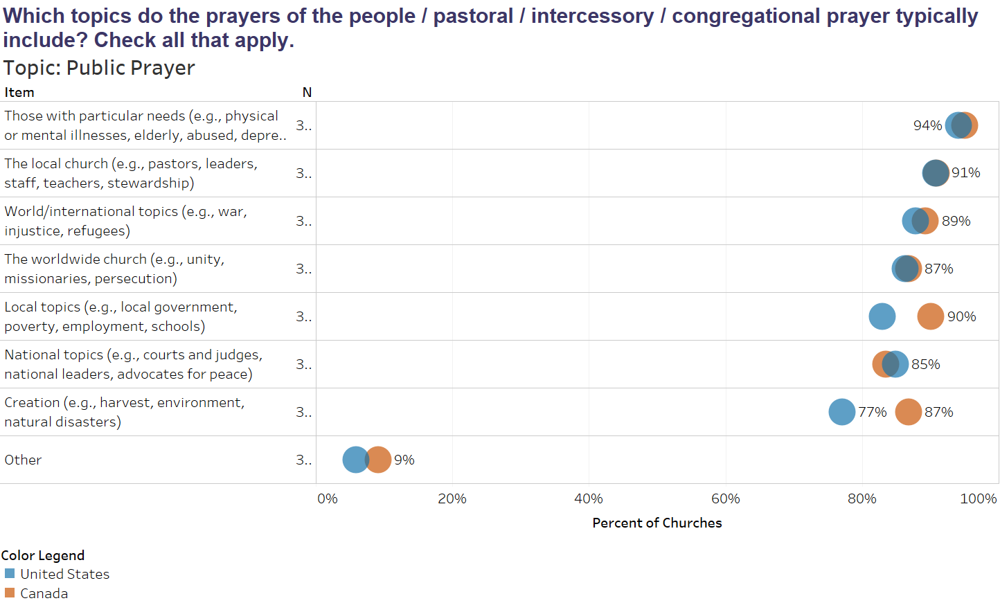 Which topics do the prayers of the people / pastoral / intercessory / congregational prayer typically
include? Check all that apply.
Topic: Public Prayer
Item N
Those with particular needs (e.g., physical
or mental illnesses, elderly, abused, depre..
3..
94%
The local church (e.g., pastors, leaders,
staff, teachers, stewardship)
3..
91%
World/international topics (e.g., war,
injustice, refugees)
3..
89%
The worldwide church (e.g., unity,
missionaries, persecution)
3..
87%
Local topics (e.g., local government,
poverty, employment, schools)
3..
90%
National topics (e.g., courts and judges,
national leaders, advocates for peace)
3..
85%
Creation (e.g., harvest, environment,
natural disasters)
3..
77% 87%
Other 3.. 9%
0% 20% 40% 60% 80% 100%
Percent of Churches
Color Legend
United States
Canada